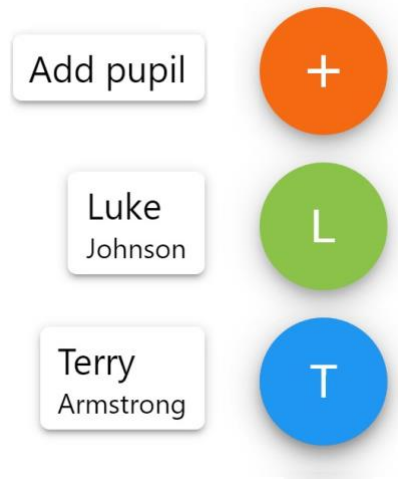 Add pupil +
Luke
Johnson
L
Terry
Armstrong
T